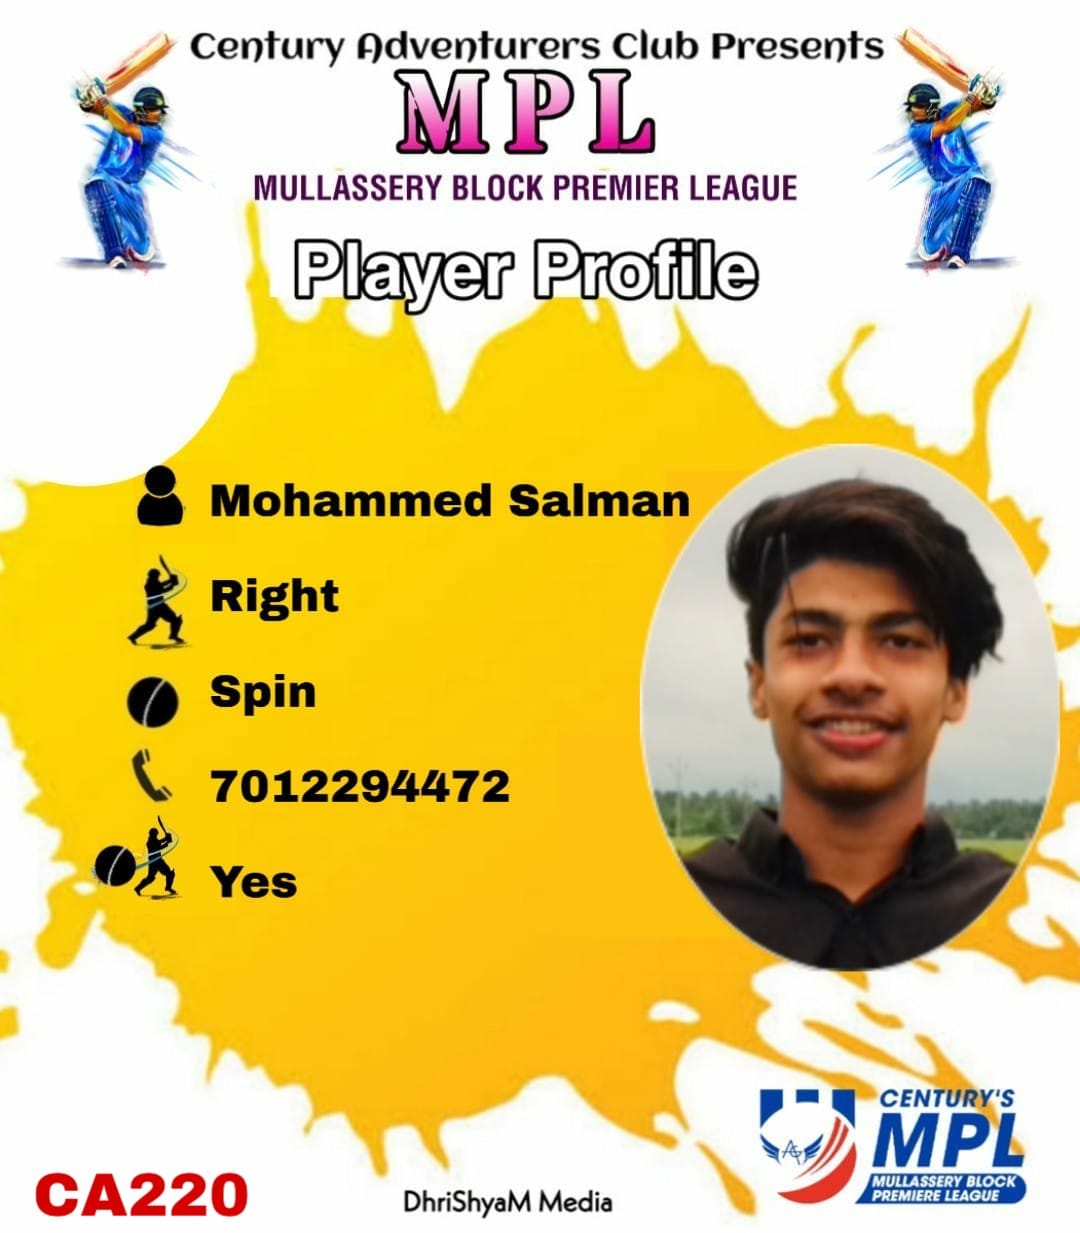 Century Adventurers Club Presents
MPL
MULLASSERY BLOCK PREMIER LEAGUE
Player Profile
Mohammed Salman
Right
Spin
7012294472
Yes
CENTURY'S
MPL
MULLASSERY BLOCK
PREMIERE LEAGUE
CA220
DhriShyaM Media